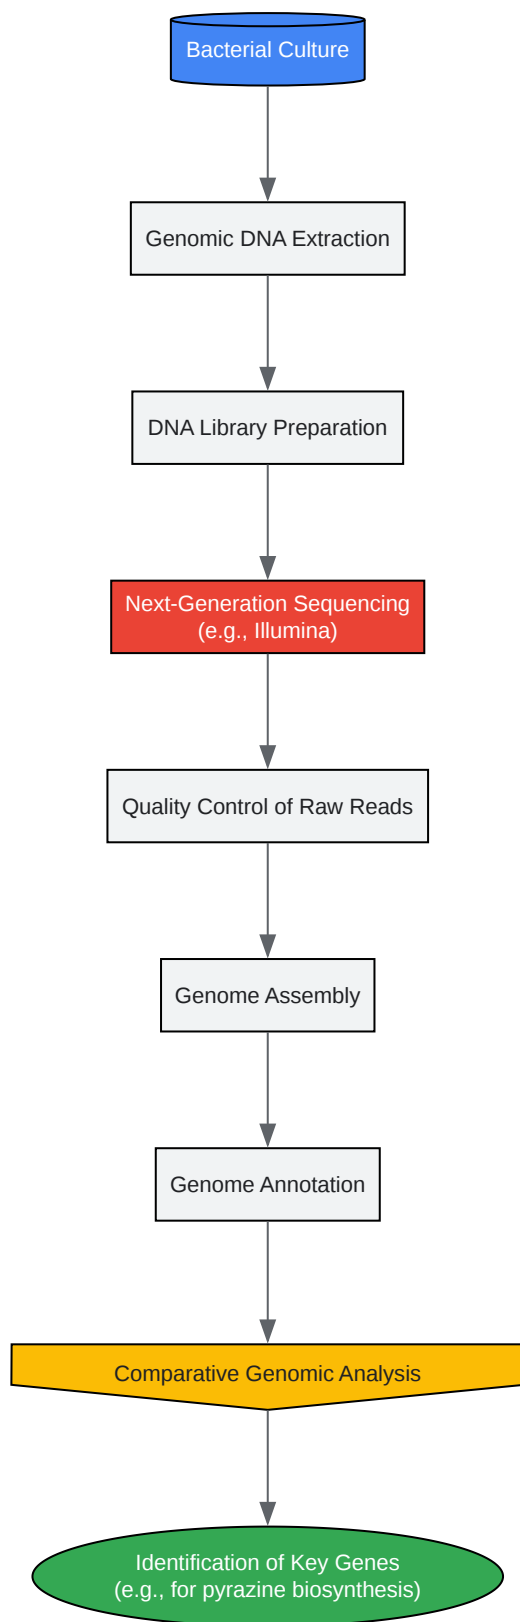 Bacterial Culture
Genomic DNA Extraction
DNA Library Preparation
Next-Generation Sequencing
(e.g., Illumina)
Quality Control of Raw Reads
Genome Assembly
Genome Annotation
Comparative Genomic Analysis
Identification of Key Genes
(e.g., for pyrazine biosynthesis)